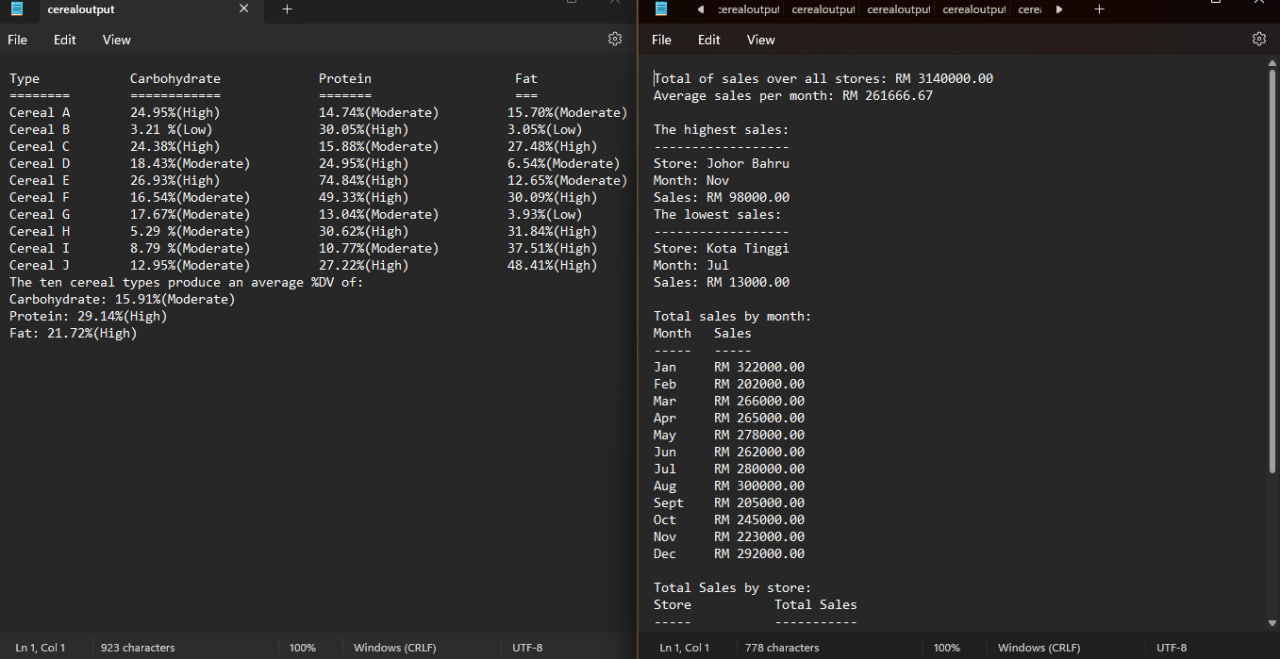 cerealoutput
File Edit View
Type Carbohydrate Protein Fat
======== ============ ======= ===
Cereal A 24.95%(High) 14.74%(Moderate) 15.70%(Moderate)
Cereal B 3.21 %(Low) 30.05%(High) 3.05%(Low)
Cereal C 24.38%(High) 15.88%(Moderate) 27.48%(High)
Cereal D 18.43%(Moderate) 24.95%(High) 6.54%(Moderate)
Cereal E 26.93%(High) 74.84%(High) 12.65%(Moderate)
Cereal F 16.54%(Moderate) 49.33%(High) 30.09%(High)
Cereal G 17.67%(Moderate) 13.04%(Moderate) 3.93%(Low)
Cereal H 5.29 %(Moderate) 30.62%(High) 31.84%(High)
Cereal I 8.79 %(Moderate) 10.77%(Moderate) 37.51%(High)
Cereal J 12.95%(Moderate) 27.22%(High) 48.41%(High)
The ten cereal types produce an average %DV of:
Carbohydrate: 15.91%(Moderate)
Protein: 29.14%(High)
Fat: 21.72%(High)
Ln 1, Col 1 923 characters 100% Windows (CRLF) UTF-8
cerealoutput cerealoutput cerealoutput cerealoutput cere
File Edit View
Total of sales over all stores: RM 3140000.00
Average sales per month: RM 261666.67
The highest sales:
------------------
Store: Johor Bahru
Month: Nov
Sales: RM 98000.00
The lowest sales:
------------------
Store: Kota Tinggi
Month: Jul
Sales: RM 13000.00
Total sales by month:
Month Sales
----- -----
Jan RM 322000.00
Feb RM 202000.00
Mar RM 266000.00
Apr RM 265000.00
May RM 278000.00
Jun RM 262000.00
Jul RM 280000.00
Aug RM 300000.00
Sept RM 205000.00
Oct RM 245000.00
Nov RM 223000.00
Dec RM 292000.00
Total Sales by store:
Store Total Sales
----- -----------
Ln 1, Col 1 778 characters 100% Windows (CRLF) UTF-8